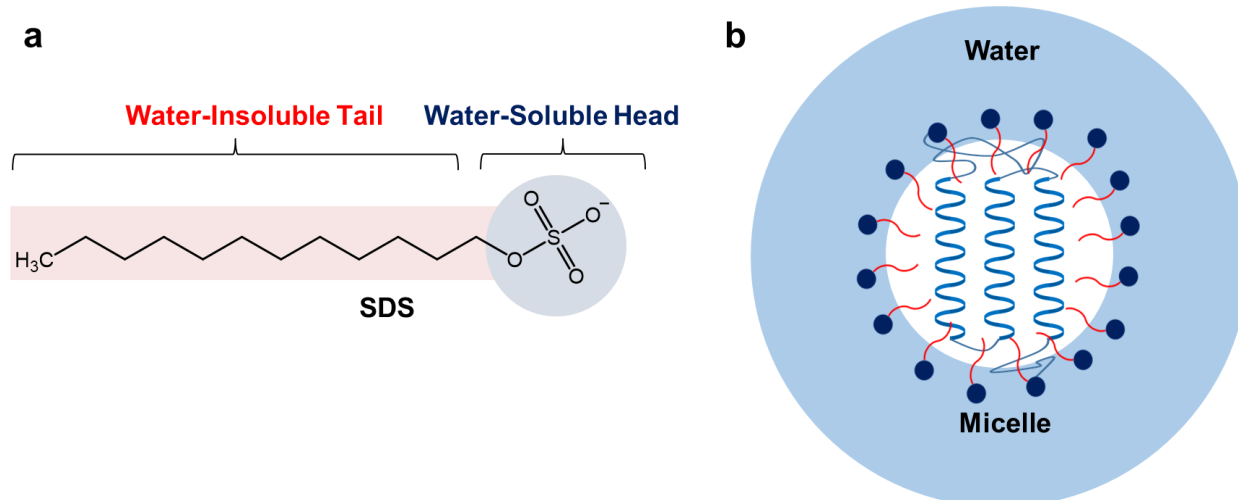 a
Water-Insoluble Tail
Water-Soluble Head
H₃C
O
S
O
O
O⁻
SDS
b
Water
Micelle